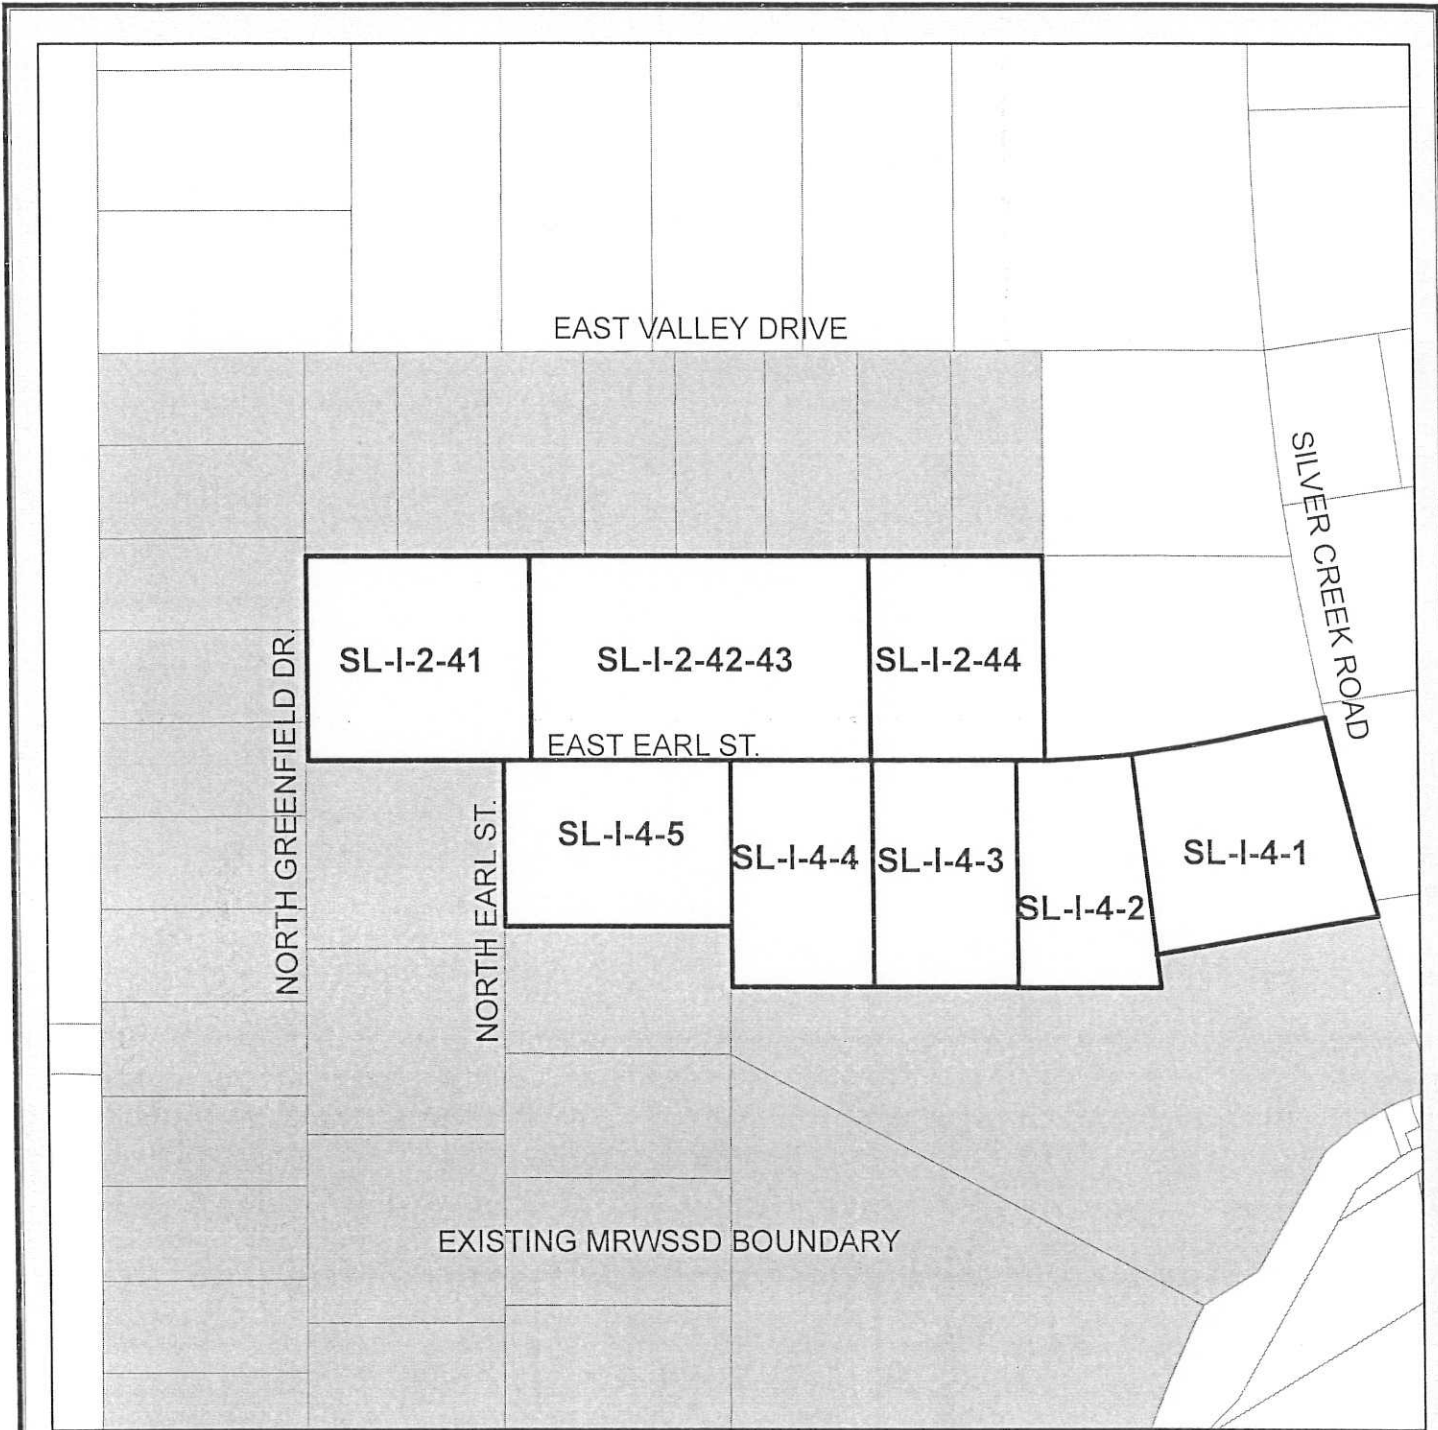 EAST VALLEY DRIVE
SILVER CREEK ROAD
NORTH GREENFIELD DR.
SL-I-2-41
SL-I-2-42-43
SL-I-2-44
EAST EARL ST.
NORTH EARL ST.
SL-I-4-5
SL-I-4-4
SL-I-4-3
SL-I-4-2
SL-I-4-1
EXISTING MRWSSD BOUNDARY